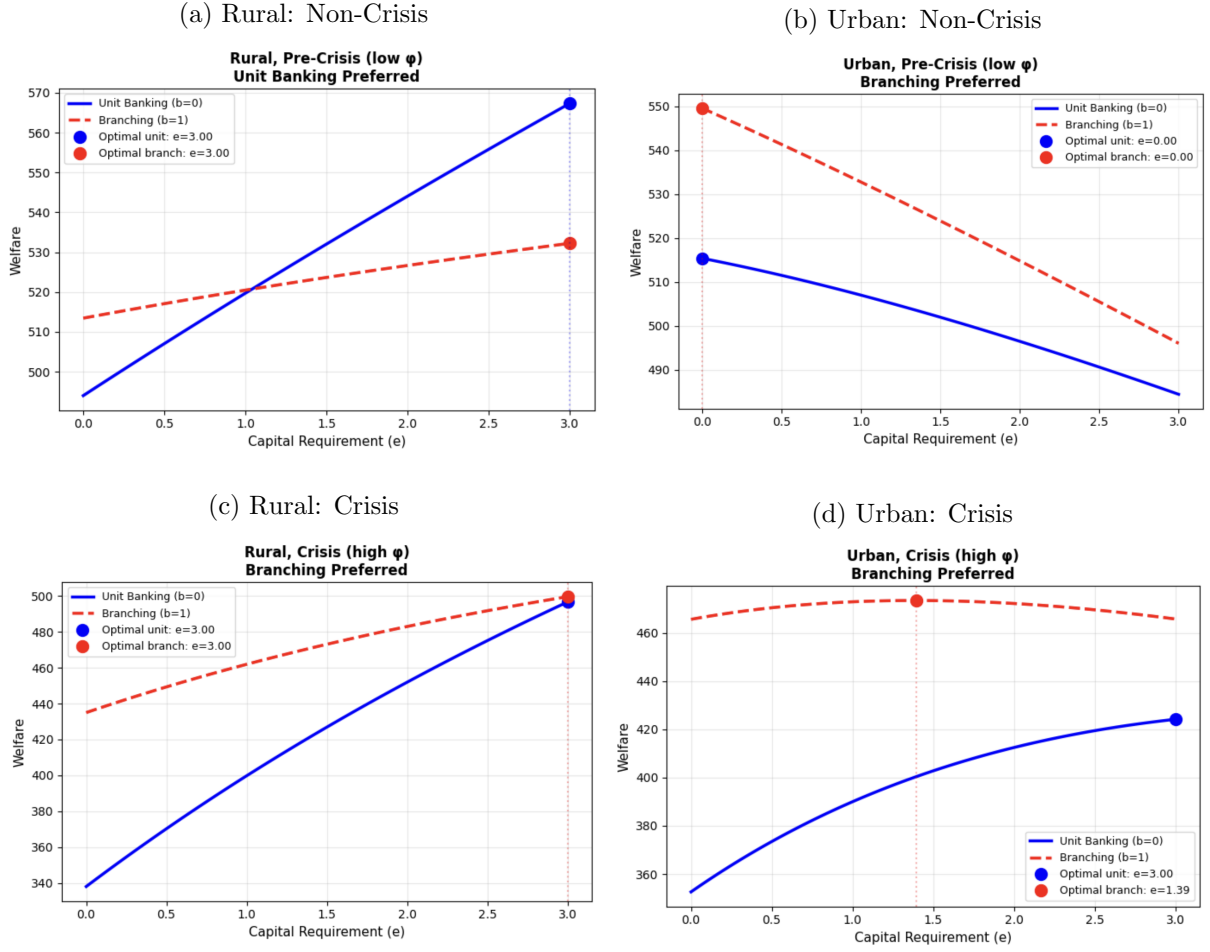 (a) Rural: Non-Crisis
Rural, Pre-Crisis (low φ)
Unit Banking Preferred
Unit Banking (b=0)
Branching (b=1)
Optimal unit: e=3.00
Optimal branch: e=3.00
Welfare
570
560
550
540
530
520
510
500
0.0 0.5 1.0 1.5 2.0 2.5 3.0
Capital Requirement (e)
(b) Urban: Non-Crisis
Urban, Pre-Crisis (low φ)
Branching Preferred
Unit Banking (b=0)
Branching (b=1)
Optimal unit: e=0.00
Optimal branch: e=0.00
Welfare
550
540
530
520
510
500
490
0.0 0.5 1.0 1.5 2.0 2.5 3.0
Capital Requirement (e)
(c) Rural: Crisis
Rural, Crisis (high φ)
Branching Preferred
Unit Banking (b=0)
Branching (b=1)
Optimal unit: e=3.00
Optimal branch: e=3.00
Welfare
500
480
460
440
420
400
380
360
340
0.0 0.5 1.0 1.5 2.0 2.5 3.0
Capital Requirement (e)
(d) Urban: Crisis
Urban, Crisis (high φ)
Branching Preferred
Welfare
460
440
420
400
380
360
Unit Banking (b=0)
Branching (b=1)
Optimal unit: e=3.00
Optimal branch: e=1.39
0.0 0.5 1.0 1.5 2.0 2.5 3.0
Capital Requirement (e)